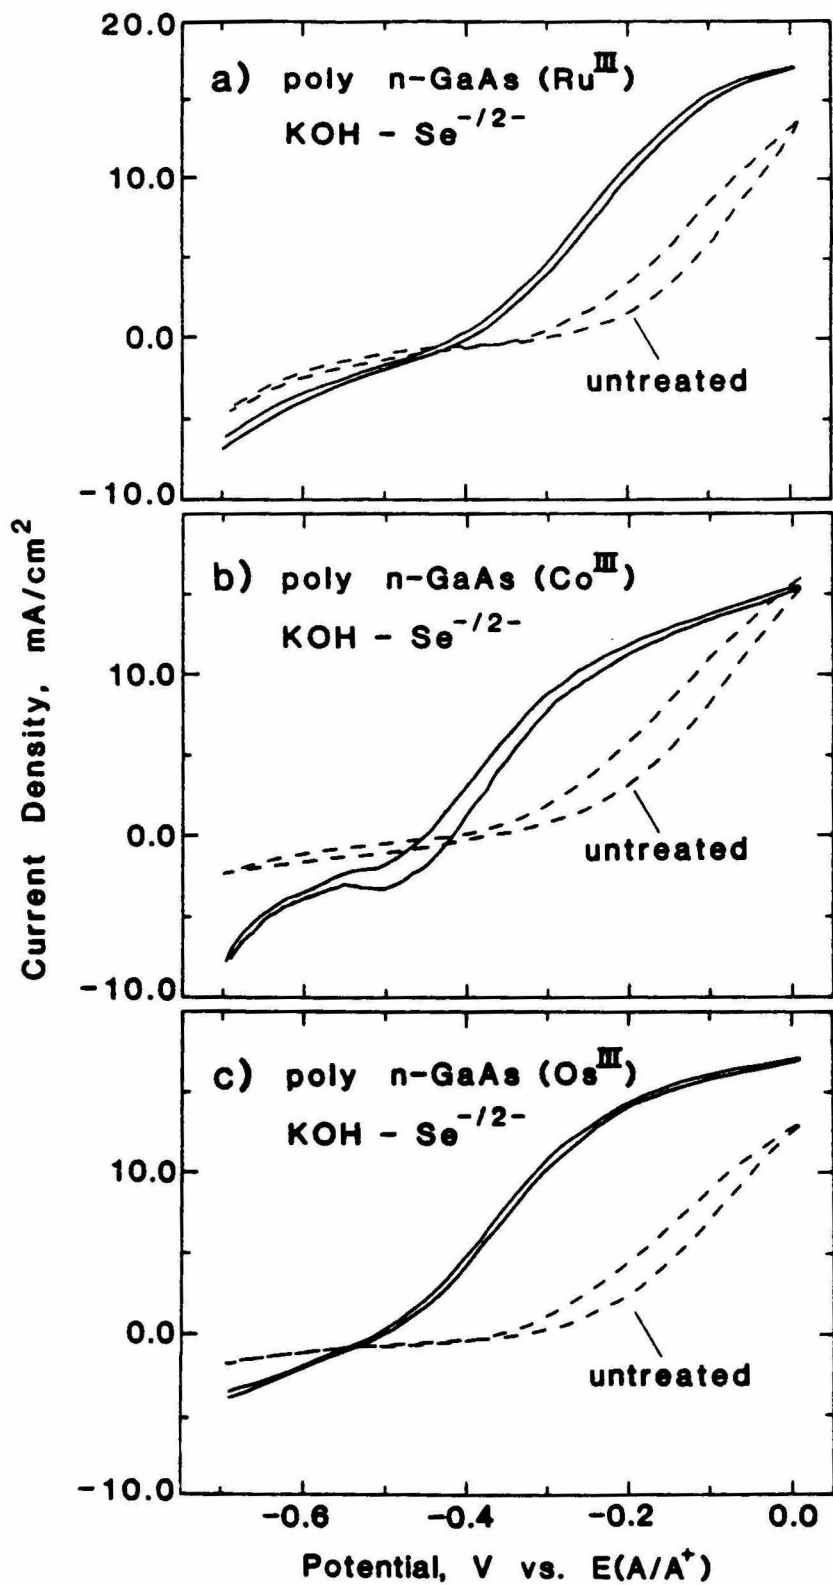 20.0
a) poly n-GaAs (Ru^III)
KOH - Se^-/2-
10.0
0.0
untreated
-10.0
b) poly n-GaAs (Co^III)
KOH - Se^-/2-
10.0
0.0
untreated
-10.0
c) poly n-GaAs (Os^III)
KOH - Se^-/2-
10.0
0.0
untreated
-10.0
-0.6 -0.4 -0.2 0.0
Potential, V vs. E(A/A^+)
Current Density, mA/cm^2